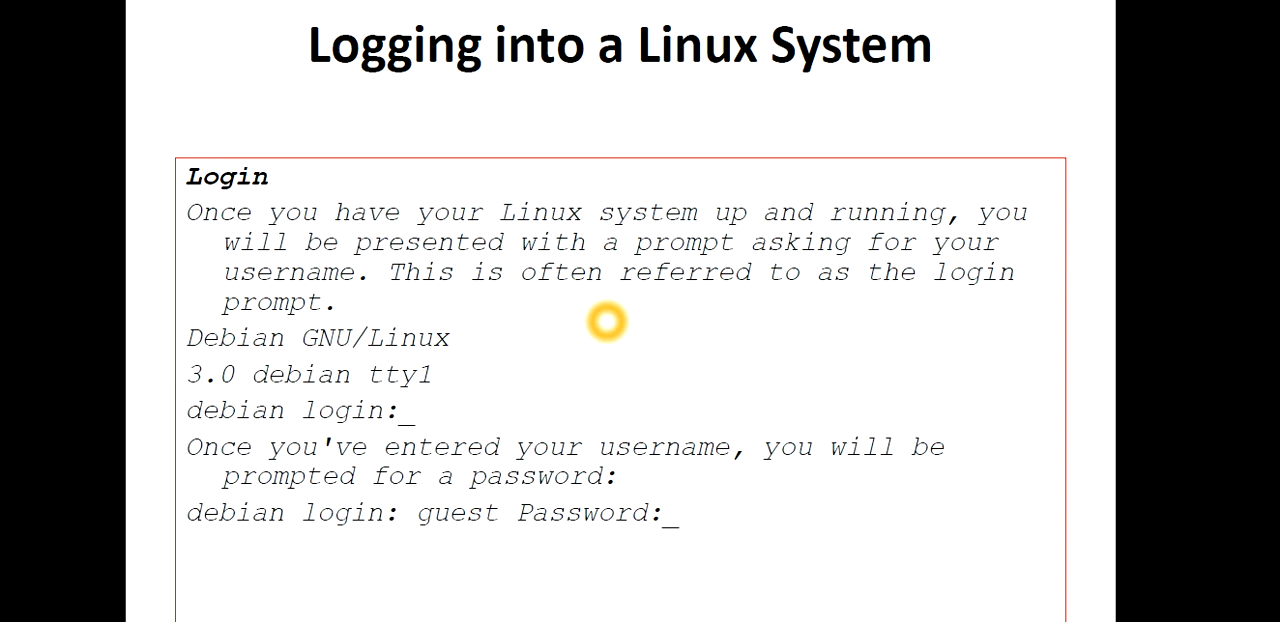 Logging into a Linux System
Login
Once you have your Linux system up and running, you
will be presented with a prompt asking for your
username. This is often referred to as the login
prompt.
Debian GNU/Linux
3.0 debian tty1
debian login:_
Once you've entered your username, you will be
prompted for a password:
debian login: guest Password:_